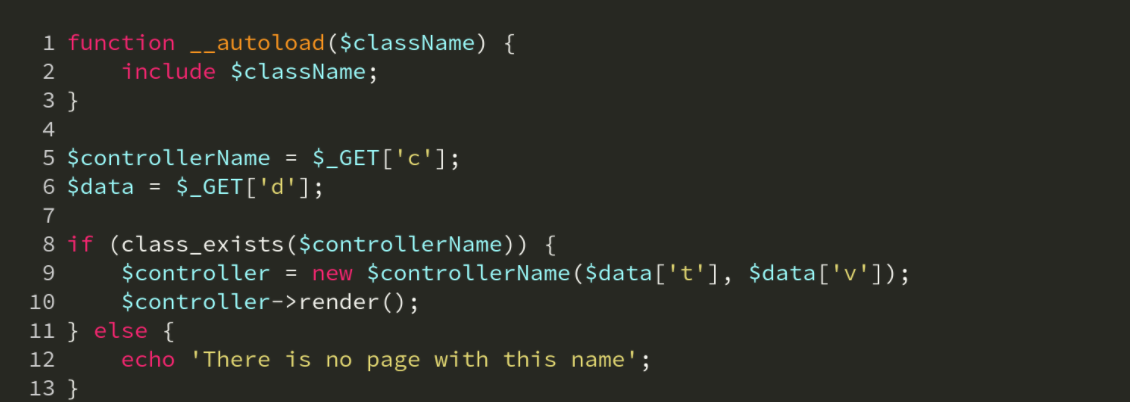 1 function __autoload($className) {
2     include $className;
3 }
4
5 $controllerName = $_GET['c'];
6 $data = $_GET['d'];
7
8 if (class_exists($controllerName)) {
9     $controller = new $controllerName($data['t'], $data['v']);
10     $controller->render();
11 } else {
12     echo 'There is no page with this name';
13 }